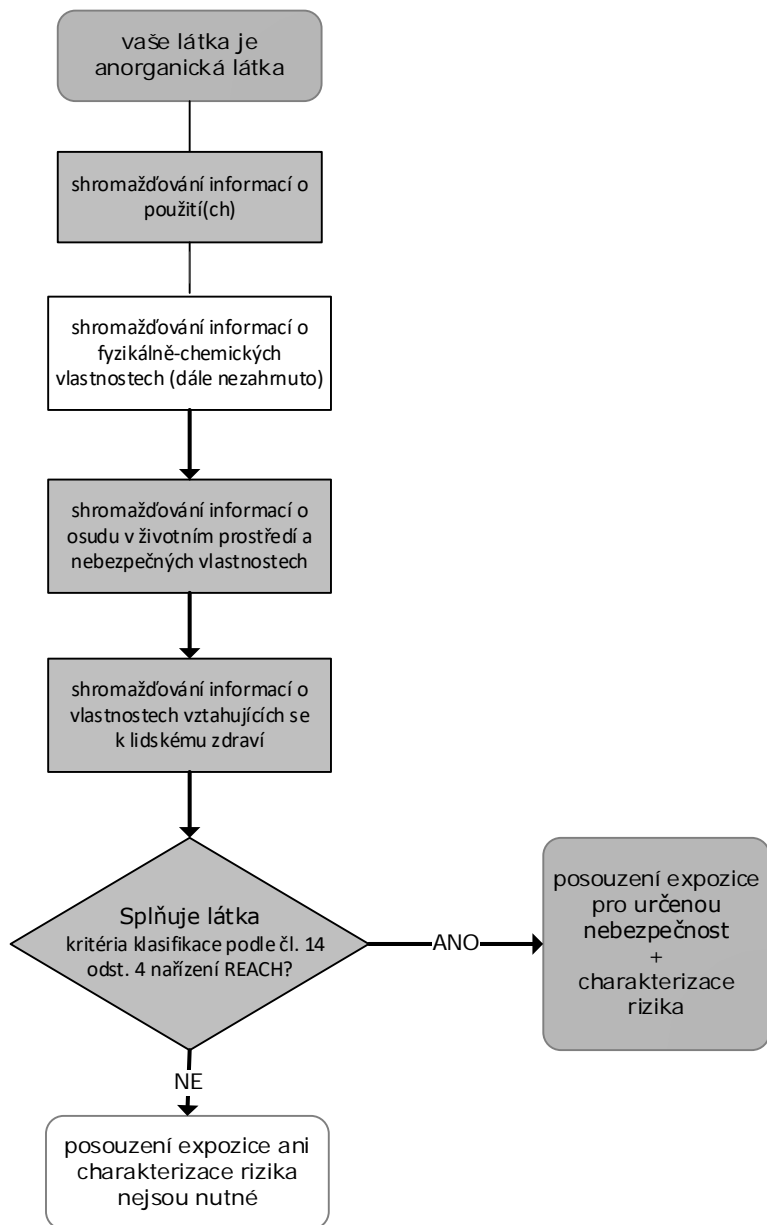 vaše látka je
anorganická látka
shromažďování informací o
použití(ch)
shromažďování informací o
fyzikálně-chemických
vlastnostech (dále nezahrnuto)
shromažďování informací o
osudu v životním prostředí a
nebezpečných vlastnostech
shromažďování informací o
vlastnostech vztahujících se
k lidskému zdraví
Splňuje látka
kritéria klasifikace podle čl. 14
odst. 4 nařízení REACH?
ANO
posouzení expozice
pro určenou
nebezpečnost
+
charakterizace
rizika
NE
posouzení expozice ani
charakterizace rizika
nejsou nutné